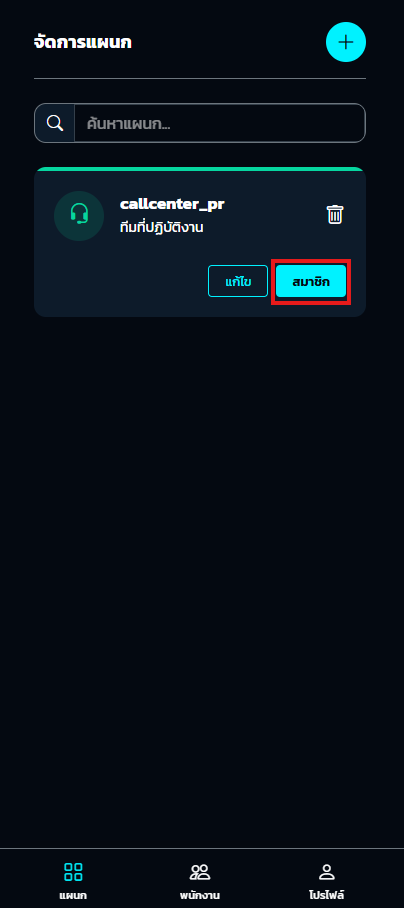 จัดการแผนก
ค้นหาแผนก...
callcenter_pr
ทีมที่ปฏิบัติงาน
แก้ไข
สมาชิก
แผนก
พนักงาน
โปรไฟล์